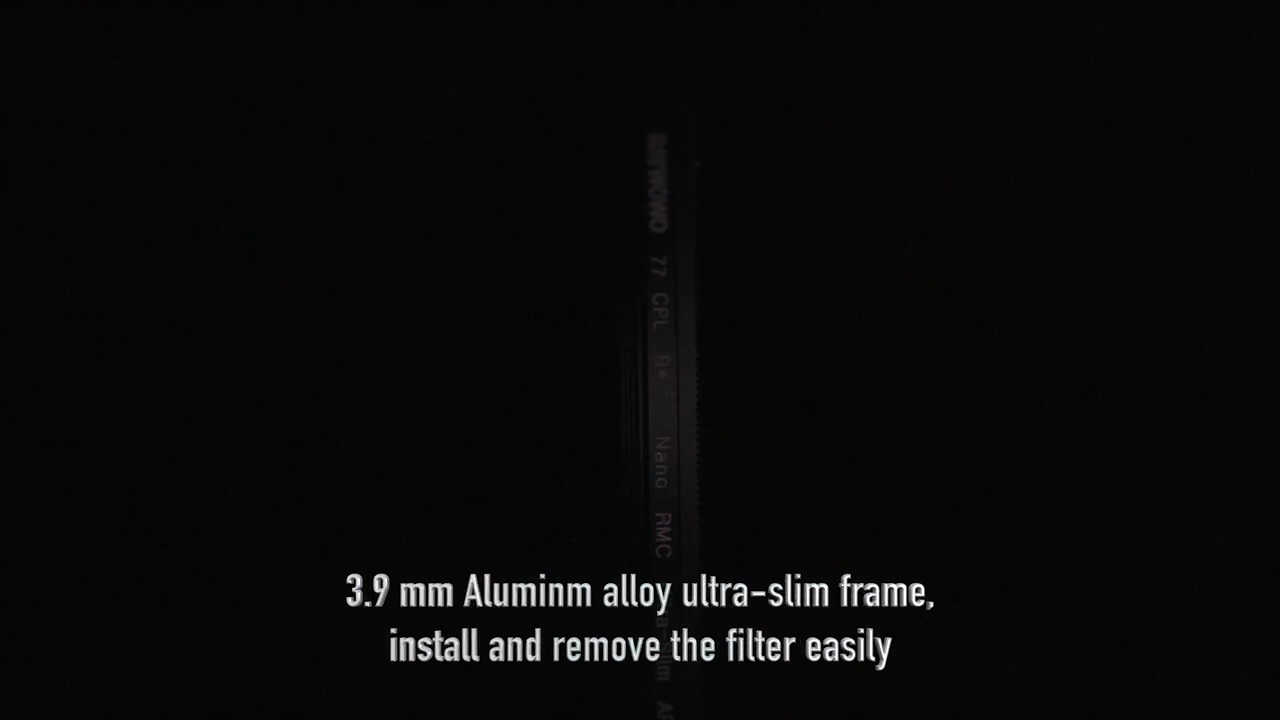 77 CPL R* Nano RMC
3.9 mm Aluminm alloy ultra-slim frame,
install and remove the filter easily